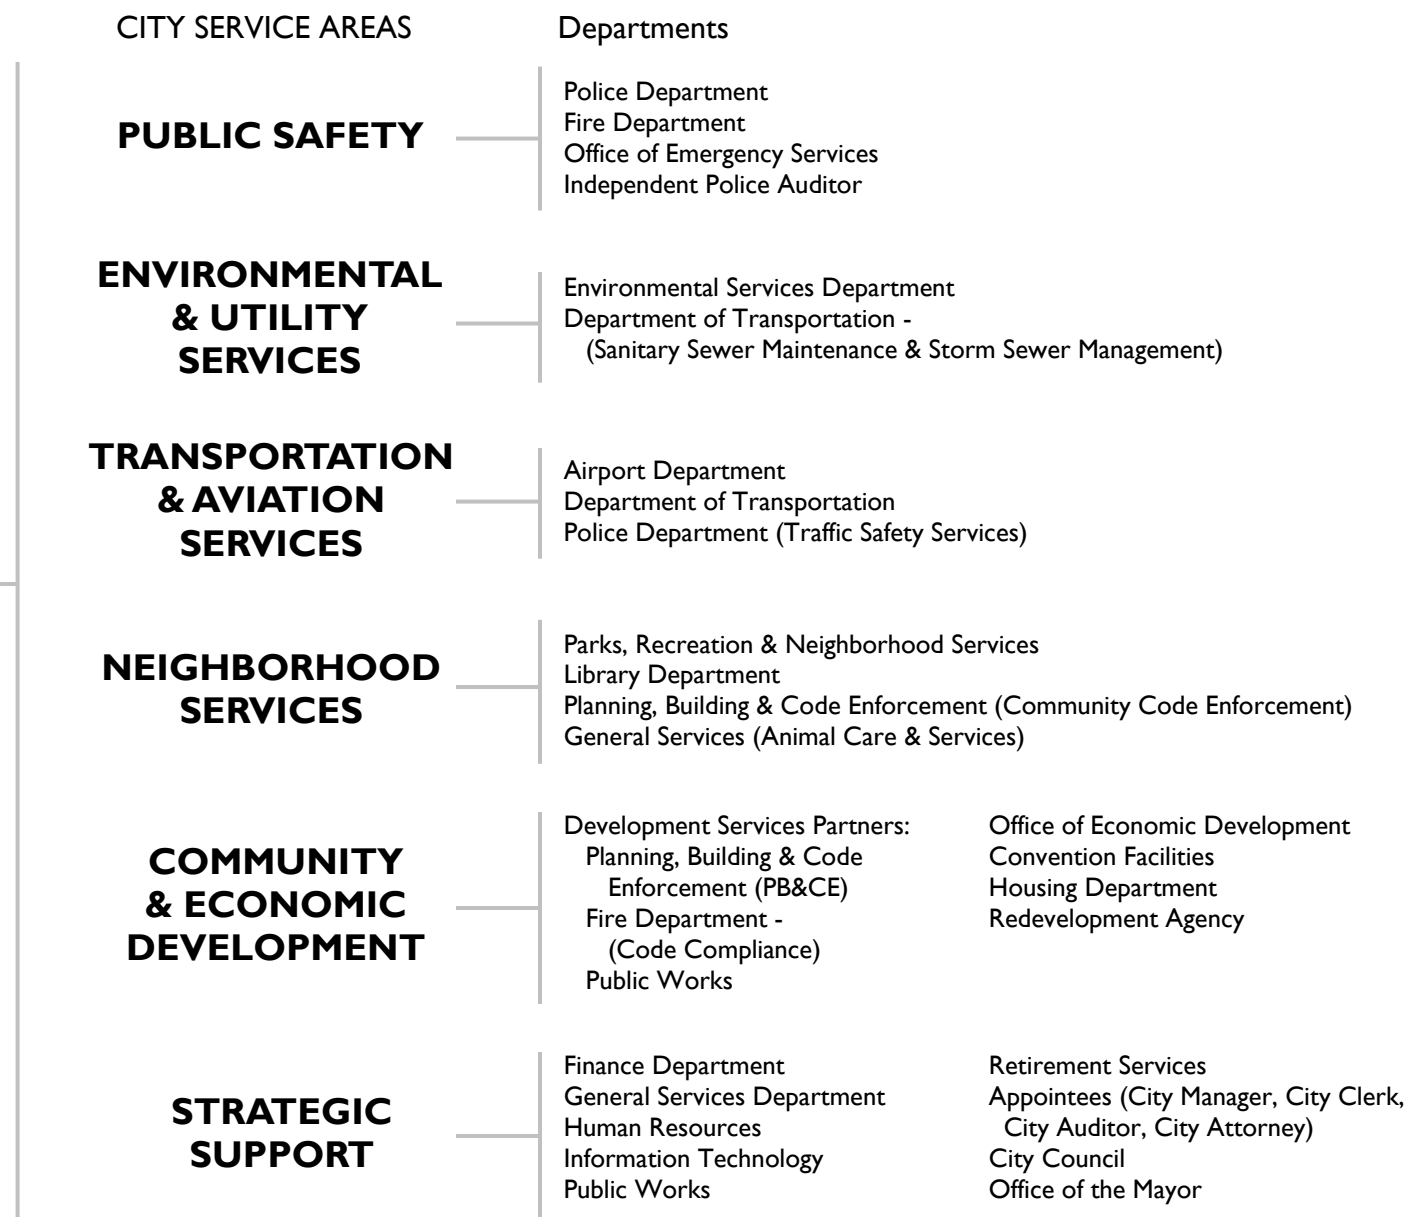 CITY SERVICE AREAS
Departments
PUBLIC SAFETY
Police Department
Fire Department
Office of Emergency Services
Independent Police Auditor
ENVIRONMENTAL
& UTILITY
SERVICES
Environmental Services Department
Department of Transportation -
(Sanitary Sewer Maintenance & Storm Sewer Management)
TRANSPORTATION
& AVIATION
SERVICES
Airport Department
Department of Transportation
Police Department (Traffic Safety Services)
NEIGHBORHOOD
SERVICES
Parks, Recreation & Neighborhood Services
Library Department
Planning, Building & Code Enforcement (Community Code Enforcement)
General Services (Animal Care & Services)
COMMUNITY
& ECONOMIC
DEVELOPMENT
Development Services Partners:
Planning, Building & Code
Enforcement (PB&CE)
Fire Department -
(Code Compliance)
Public Works
Office of Economic Development
Convention Facilities
Housing Department
Redevelopment Agency
STRATEGIC
SUPPORT
Finance Department
General Services Department
Human Resources
Information Technology
Public Works
Retirement Services
Appointees (City Manager, City Clerk,
City Auditor, City Attorney)
City Council
Office of the Mayor